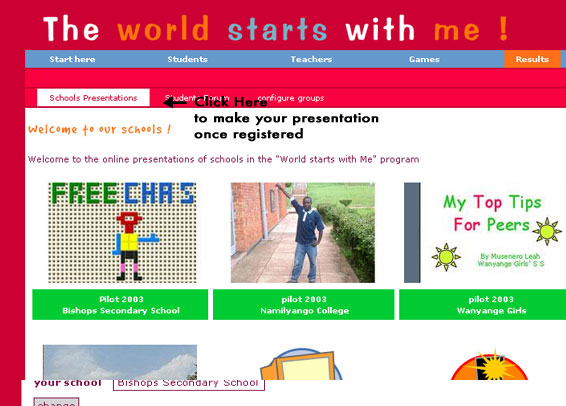 The world starts with me !
Start here Students Teachers Games Results
Schools Presentations Students Forum configure groups
Click Here
to make your presentation
once registered
Welcome to our schools !
Welcome to the online presentations of schools in the "World starts with Me" program
FREE CHA'S
My Top Tips
For Peers
By Musenero Leah
Wanyange Girls' S.S
Pilot 2003
Bishops Secondary School
pilot 2003
Namilyango College
pilot 2003
Wanyange Girls
your school Bishops Secondary School
change